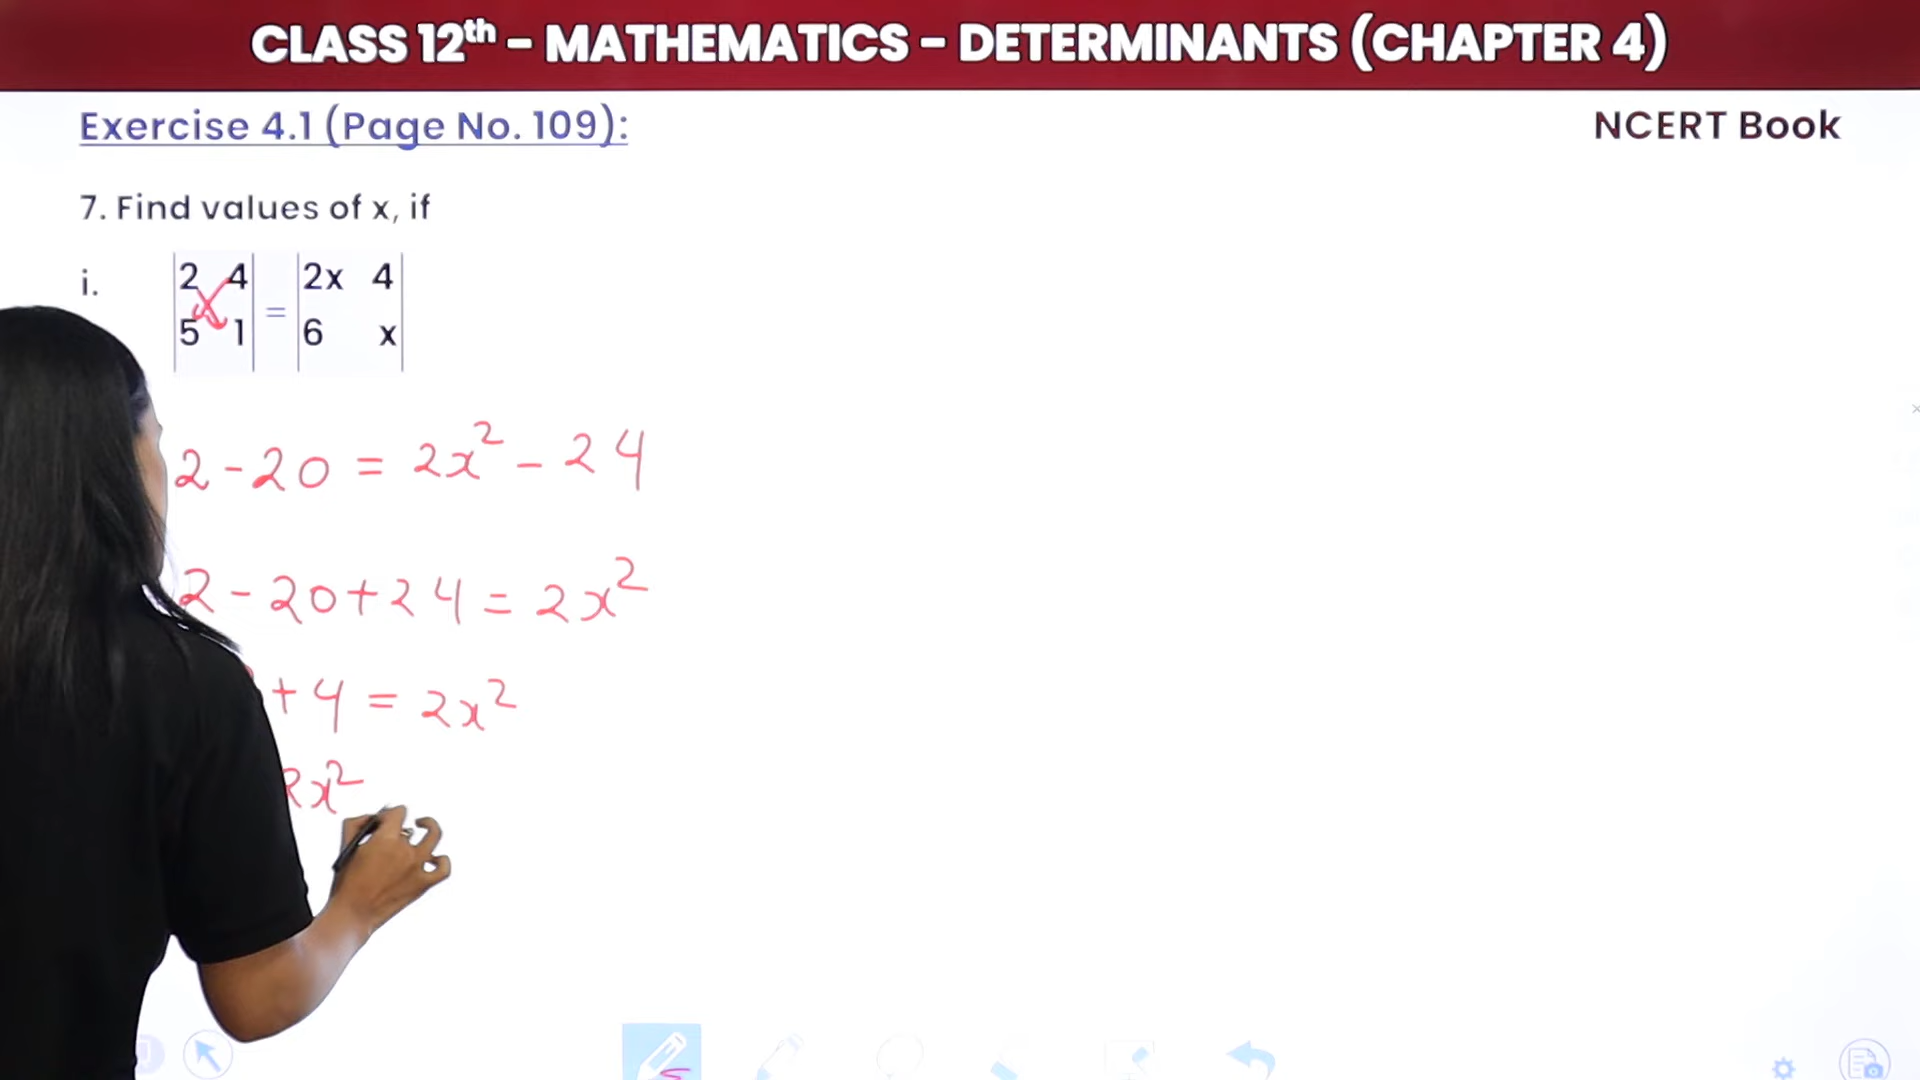 CLASS 12th - MATHEMATICS - DETERMINANTS (CHAPTER 4)
Exercise 4.1 (Page No. 109):
NCERT Book
7. Find values of x, if
i. |2 4| = |2x 4|
|5 1| |6 x|
2 - 20 = 2x² - 24
2 - 20 + 24 = 2x²
+ 4 = 2x²
2x²